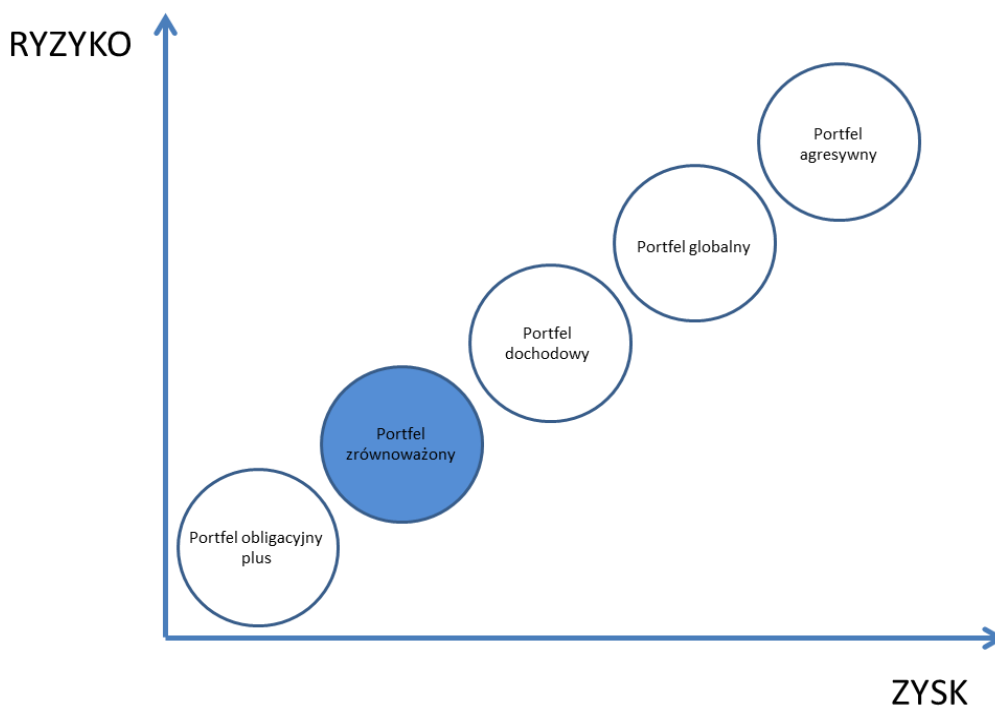 RYZYKO
Portfel
agresywny
Portfel globalny
Portfel
dochodowy
Portfel
zrównoważony
Portfel obligacyjny
plus
ZYSK